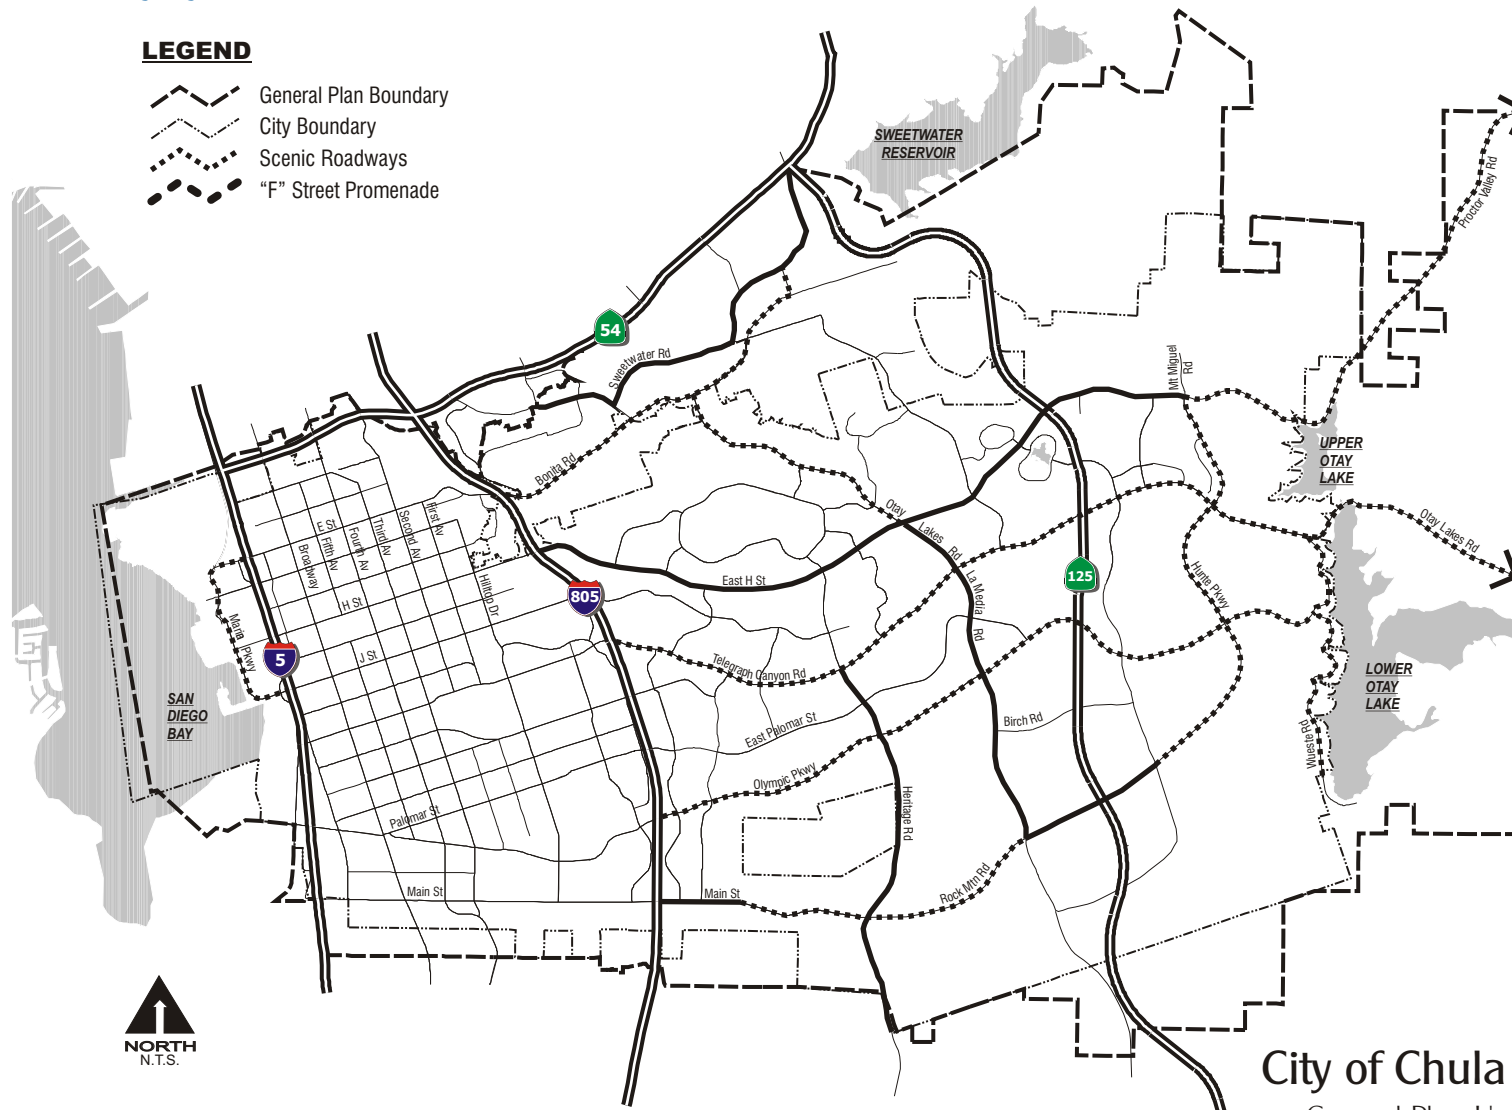 LEGEND
General Plan Boundary
City Boundary
Scenic Roadways
“F” Street Promenade
SWEETWATER
RESERVOIR
Proctor Valley Rd
54
Sweetwater Rd
Mt Miguel
Rd
UPPER
OTAY
LAKE
Bonita Rd
Otay Lakes Rd
Otay Lakes Rd
E St
Broadway
Fifth Av
Fourth Av
Third Av
Second Av
First Av
Hilltop Dr
H St
J St
East H St
805
125
Hunte Pkwy
La Media Rd
Marina Pkwy
5
Telegraph Canyon Rd
SAN
DIEGO
BAY
LOWER
OTAY
LAKE
East Palomar St
Birch Rd
Wueste Rd
Olympic Pkwy
Heritage Rd
Palomar St
Main St
Main St
Rock Mtn Rd
NORTH
N.T.S.
City of Chula